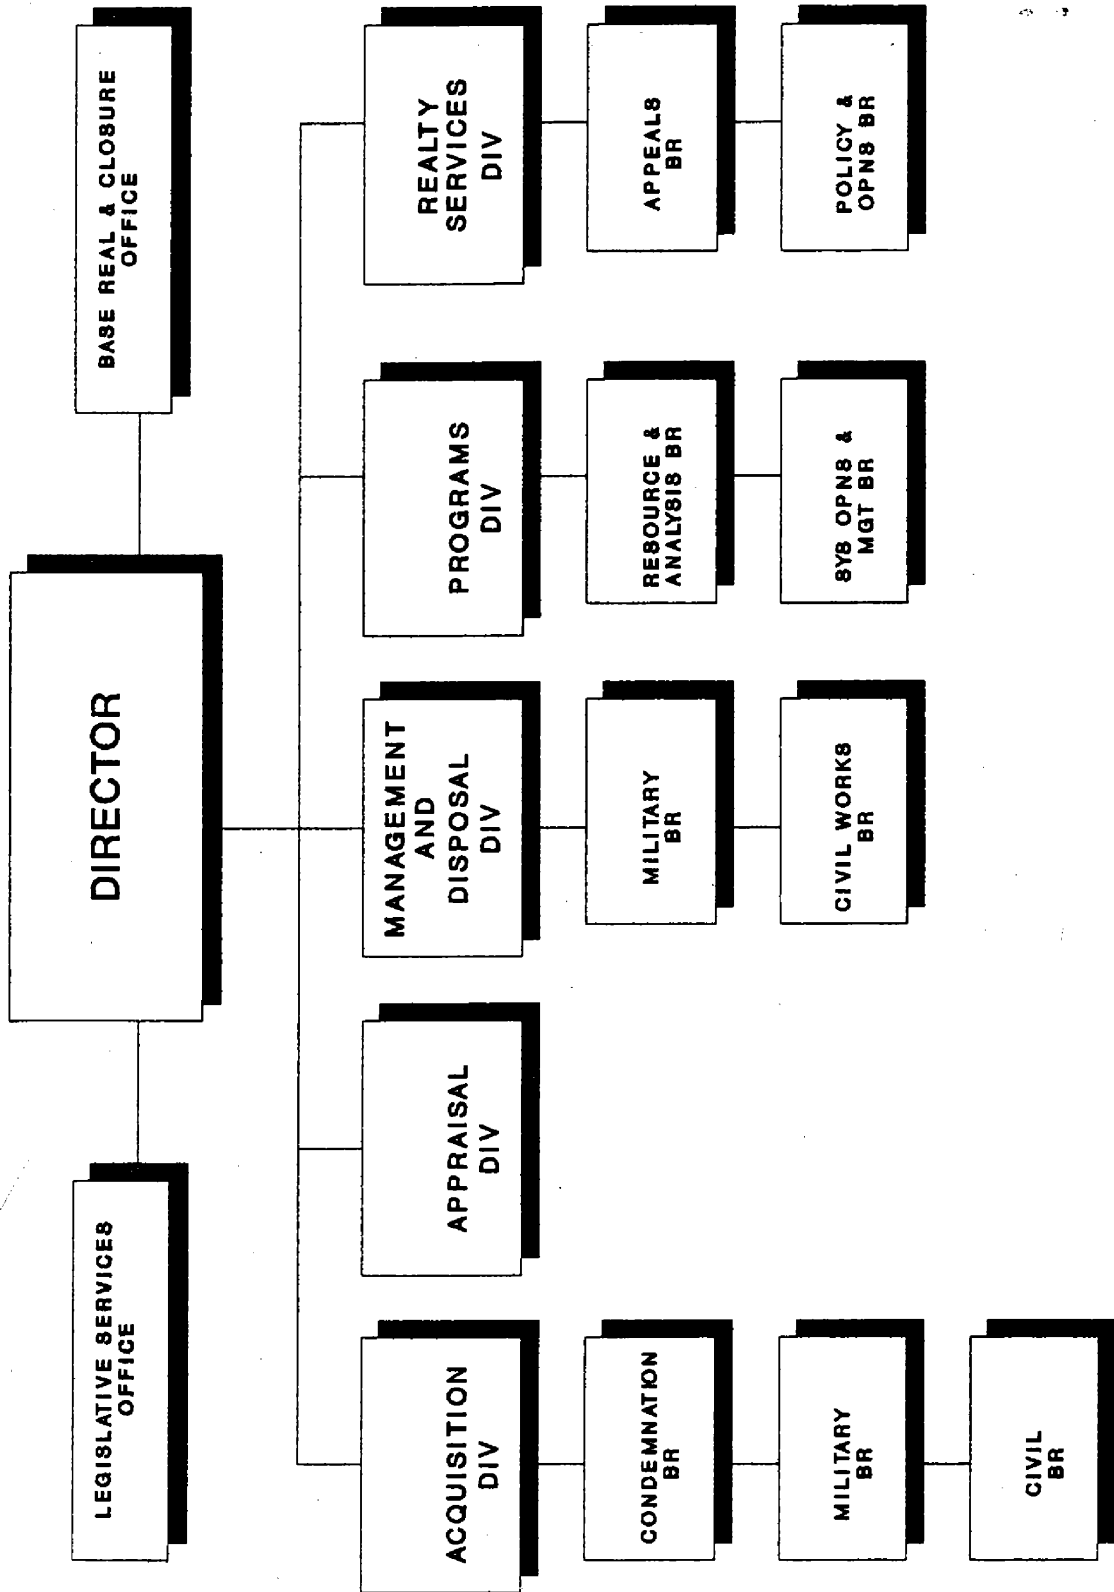 DIRECTOR
LEGISLATIVE SERVICES
OFFICE
BASE REAL & CLOSURE
OFFICE
ACQUISITION
DIV
APPRAISAL
DIV
MANAGEMENT
AND
DISPOSAL
DIV
PROGRAMS
DIV
REALTY
SERVICES
DIV
CONDEMNATION
BR
MILITARY
BR
RESOURCE &
ANALYSIS BR
APPEALS
BR
MILITARY
BR
CIVIL WORKS
BR
SYS OPNS &
MGT BR
POLICY &
OPNS BR
CIVIL
BR